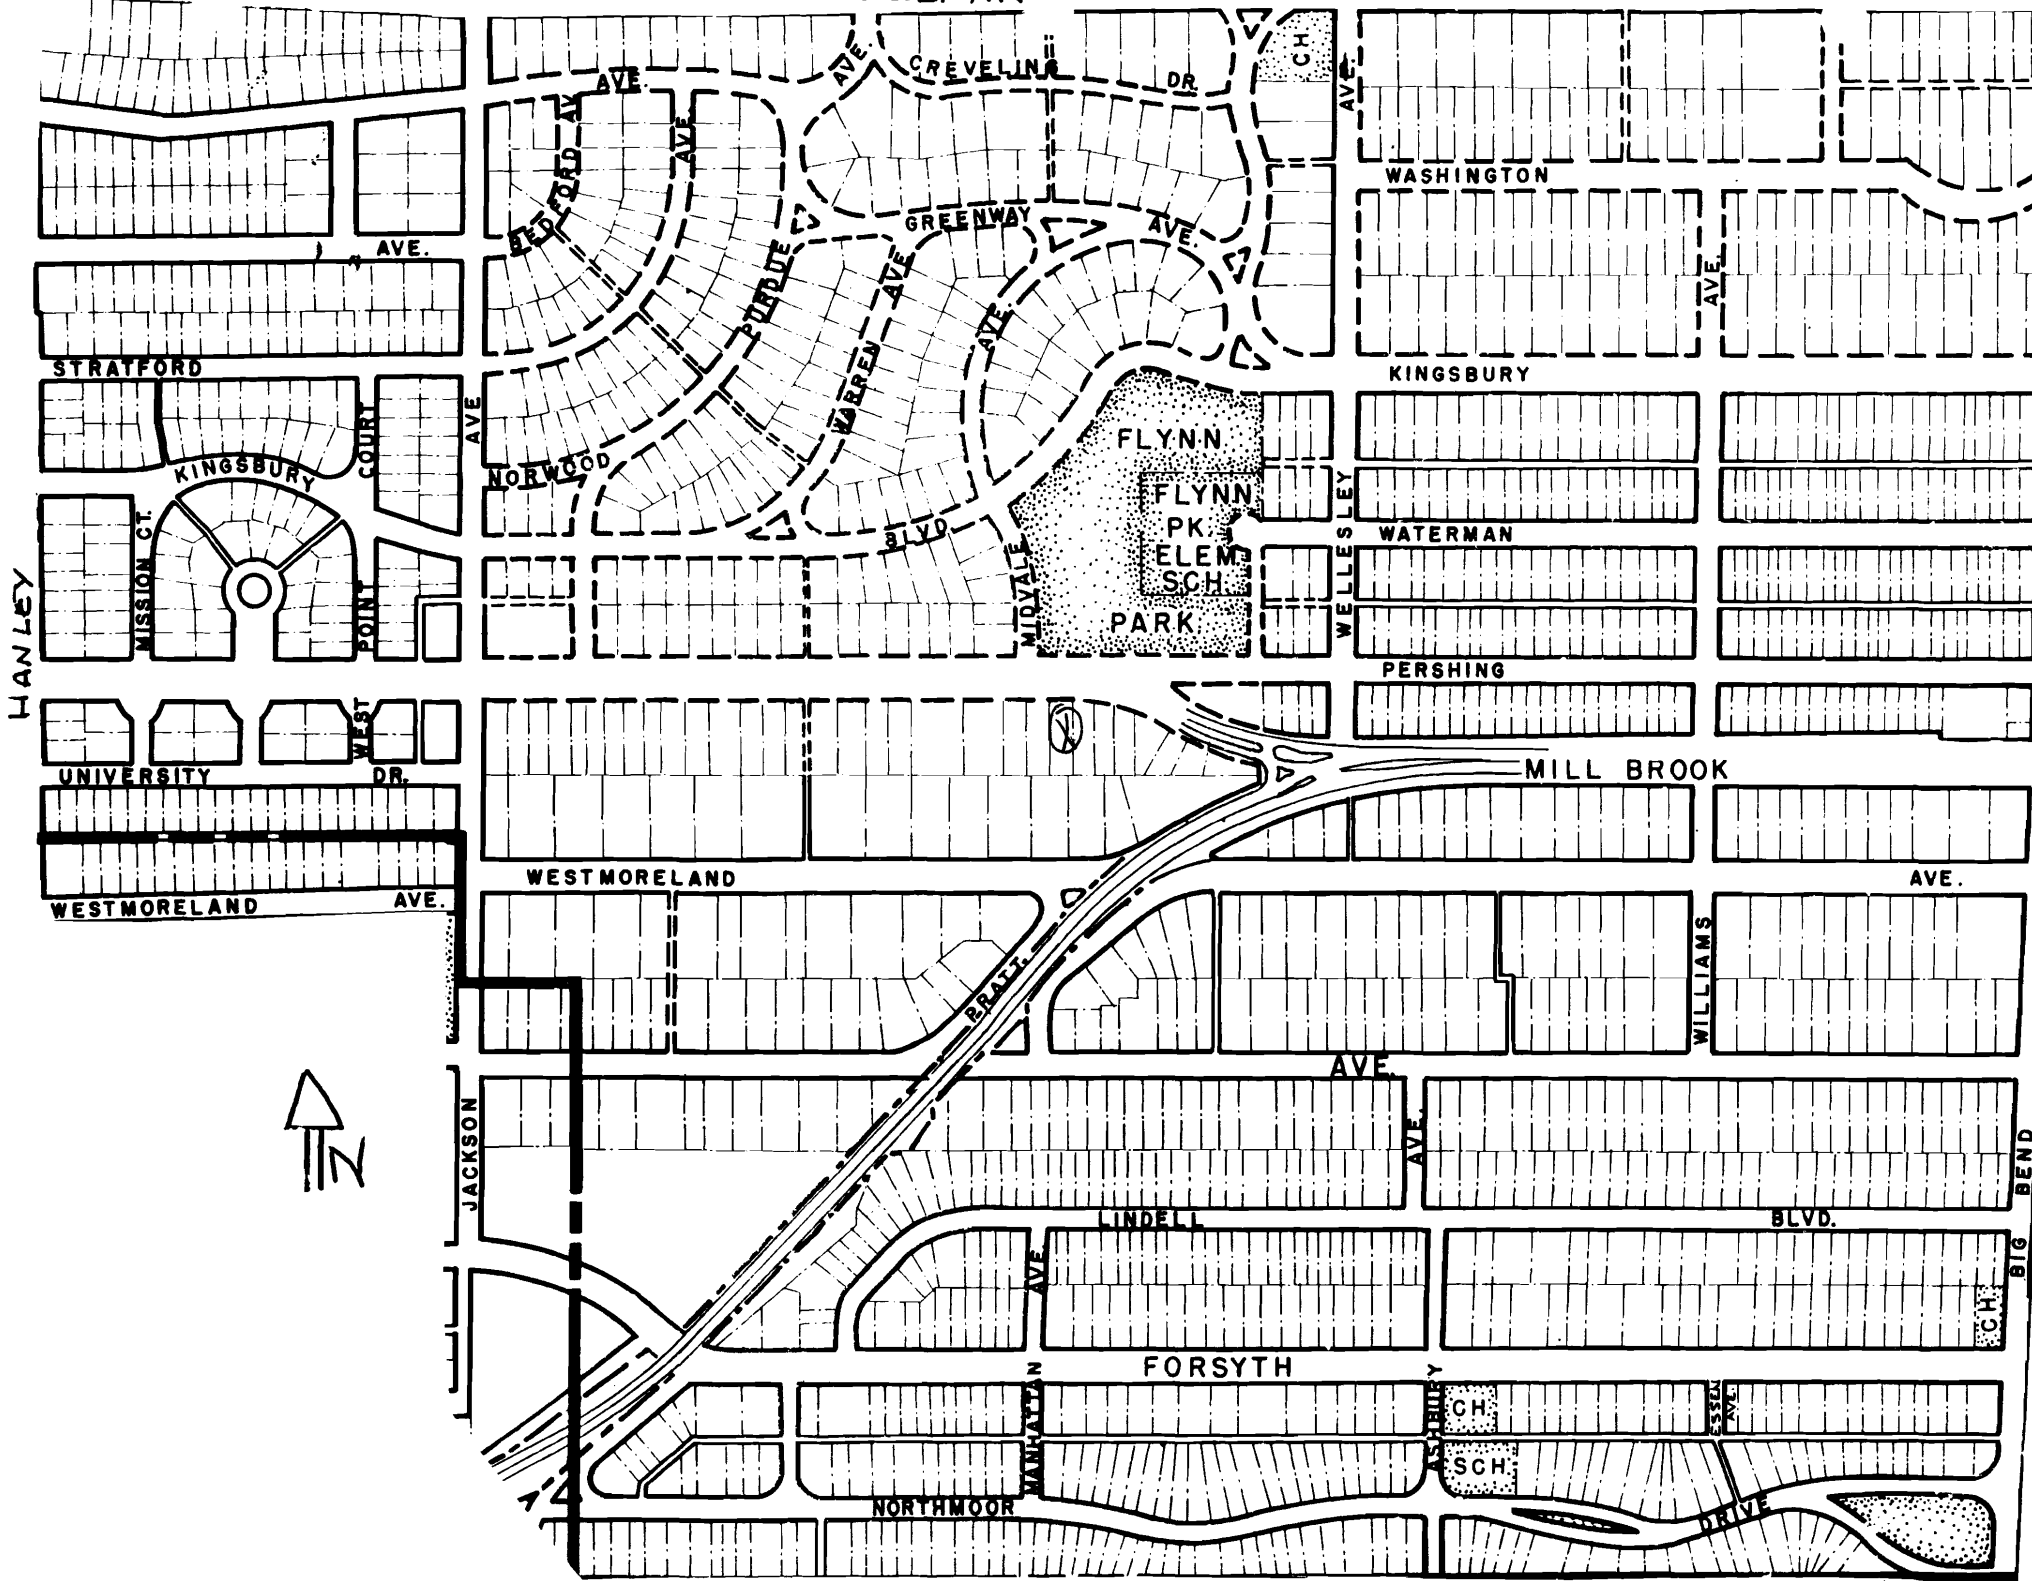 CREVELING
DR.
CH
AVE.
AVE.
AVE.
BEDFORD AV
AVE.
WASHINGTON
GREENWAY
AVE.
AVE.
PURDUE
WARREN
AVE.
AVE.
AVE.
STRATFORD
COURT
AVE
KINGSBURY
KINGSBURY
NORWOOD
FLYNN
FLYNN
PK.
ELEM.
SCH.
PARK
MISSION CT.
BLVD
MIDVALE
WELLESLEY
WATERMAN
HANLEY
WEST POINT
PERSHING
UNIVERSITY
DR.
MILL BROOK
WESTMORELAND
AVE.
WESTMORELAND
AVE.
PRATT
WILLIAMS
AVE.
N
JACKSON
AVE.
BIG BEND
LINDELL
BLVD.
AVE.
CH
FORSYTH
MANHATTAN
ASHBURY
CH
ESSEX
AVE.
SCH
NORTHMOOR
DRIVE